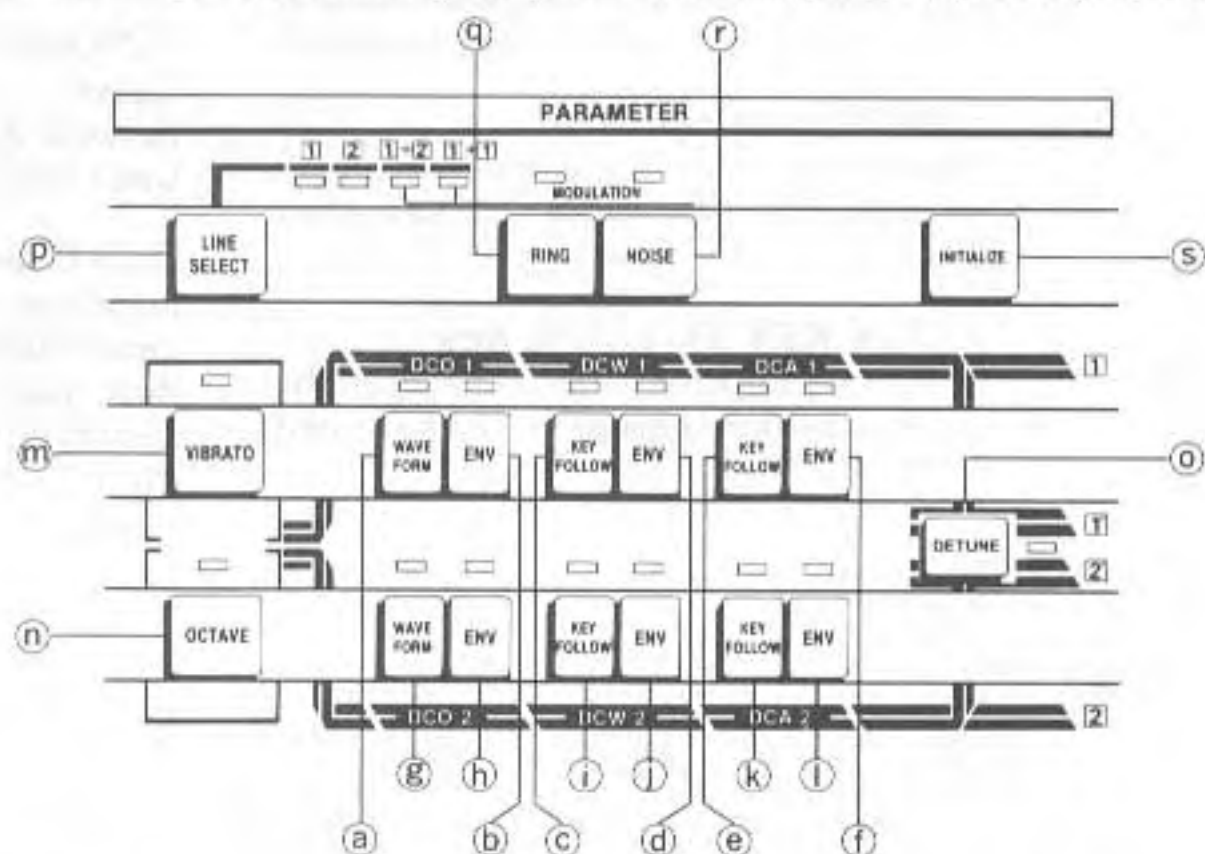 q r
PARAMETER
1 2 1+2 1+1
MODULATION
p LINE SELECT RING NOISE INITIALIZE s
DCO 1 DCW 1 DCA 1 1
m VIBRATO WAVE FORM ENV KEY FOLLOW ENV KEY FOLLOW ENV o
DETUNE 1
2
n OCTAVE WAVE FORM ENV KEY FOLLOW ENV KEY FOLLOW ENV
DCO 2 DCW 2 DCA 2 2
g h i j k l
a b c d e f